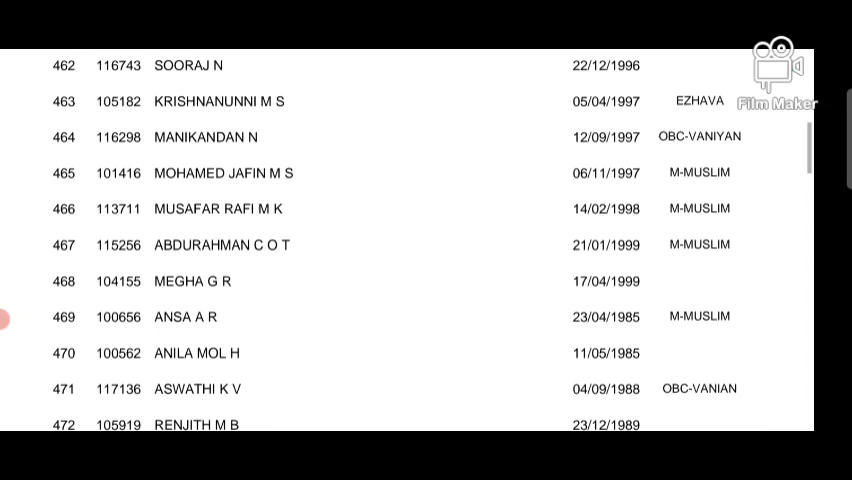 462 116743 SOORAJ N 22/12/1996
463 105182 KRISHNANUNNI M S 05/04/1997 EZHAVA
464 116298 MANIKANDAN N 12/09/1997 OBC-VANIYAN
465 101416 MOHAMED JAFIN M S 06/11/1997 M-MUSLIM
466 113711 MUSAFAR RAFI M K 14/02/1998 M-MUSLIM
467 115256 ABDURAHMAN C O T 21/01/1999 M-MUSLIM
468 104155 MEGHA G R 17/04/1999
469 100656 ANSA A R 23/04/1985 M-MUSLIM
470 100562 ANILA MOL H 11/05/1985
471 117136 ASWATHI K V 04/09/1988 OBC-VANIAN
472 105919 RENJITH M B 23/12/1989
Film Maker